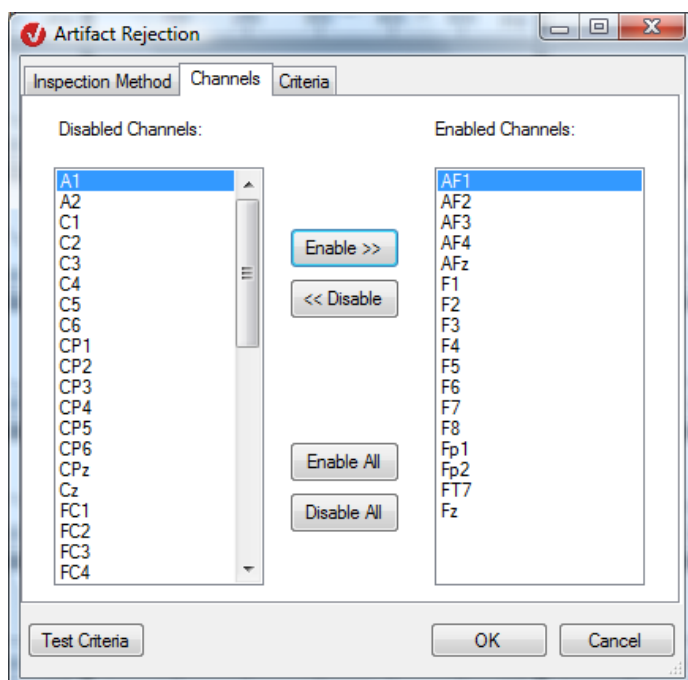 Artifact Rejection
Inspection Method Channels Criteria
Disabled Channels:
Enabled Channels:
A1
A2
C1
C2
C3
C4
C5
C6
CP1
CP2
CP3
CP4
CP5
CP6
CPz
Cz
FC1
FC2
FC3
FC4
Enable >>
<< Disable
Enable All
Disable All
AF1
AF2
AF3
AF4
AFz
F1
F2
F3
F4
F5
F6
F7
F8
Fp1
Fp2
FT7
Fz
Test Criteria
OK
Cancel